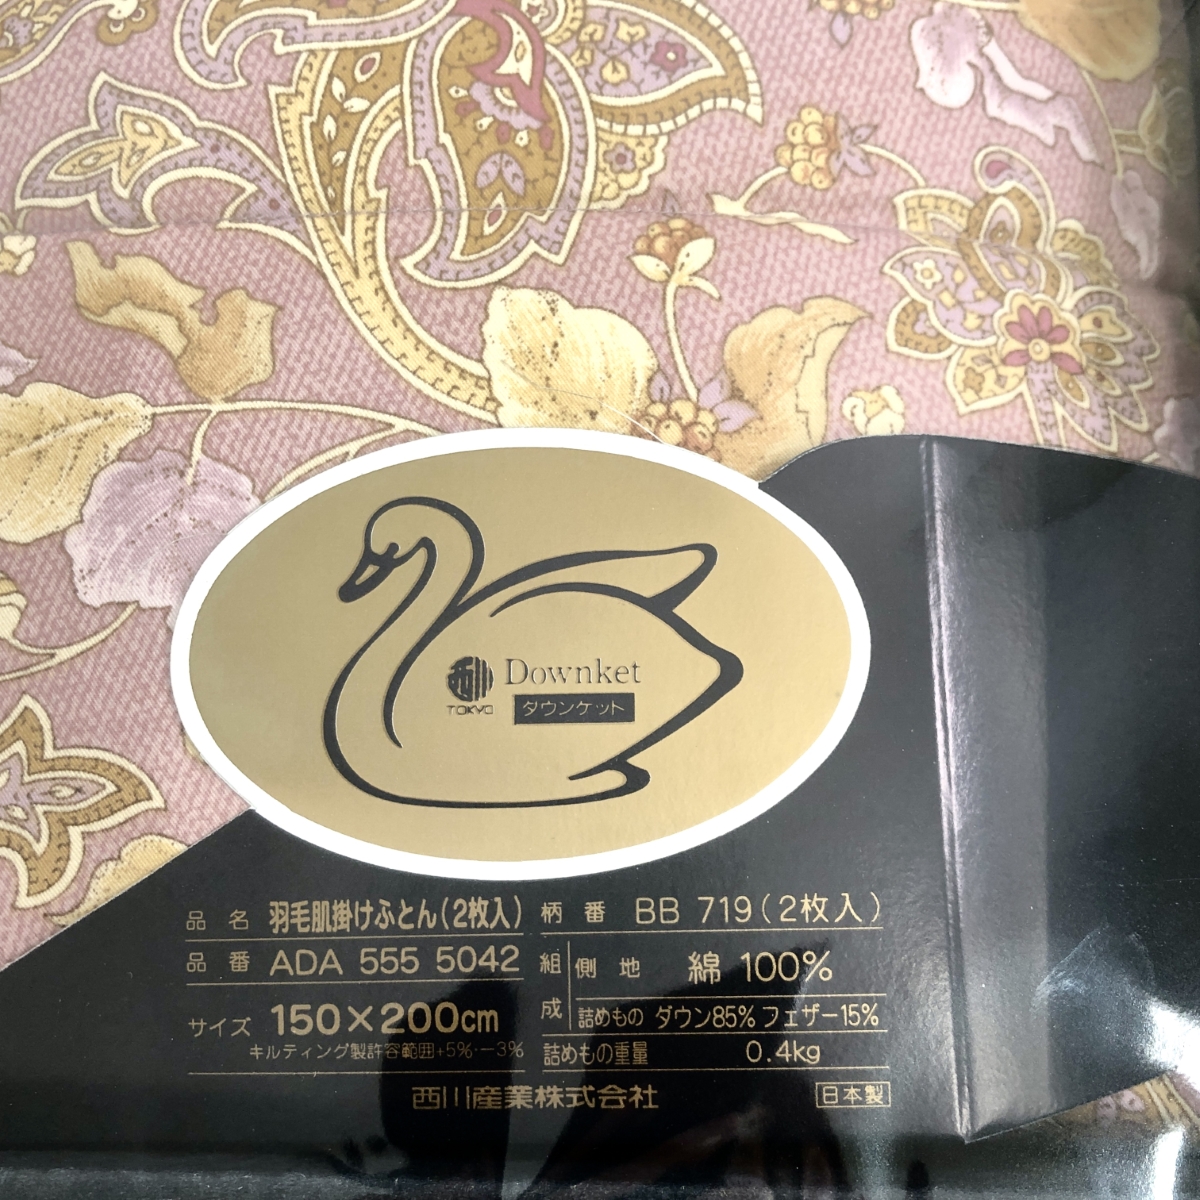 西川
TOKYO
Downket
ダウンケット
品名 羽毛肌掛けふとん(2枚入)
品番 ADA 555 5042
サイズ 150×200cm
キルティング製許容範囲+5%·−3%
柄番 BB 719(2枚入)
組成 側地 綿 100%
詰めもの ダウン85% フェザー15%
詰めもの重量 0.4kg
西川産業株式会社
日本製